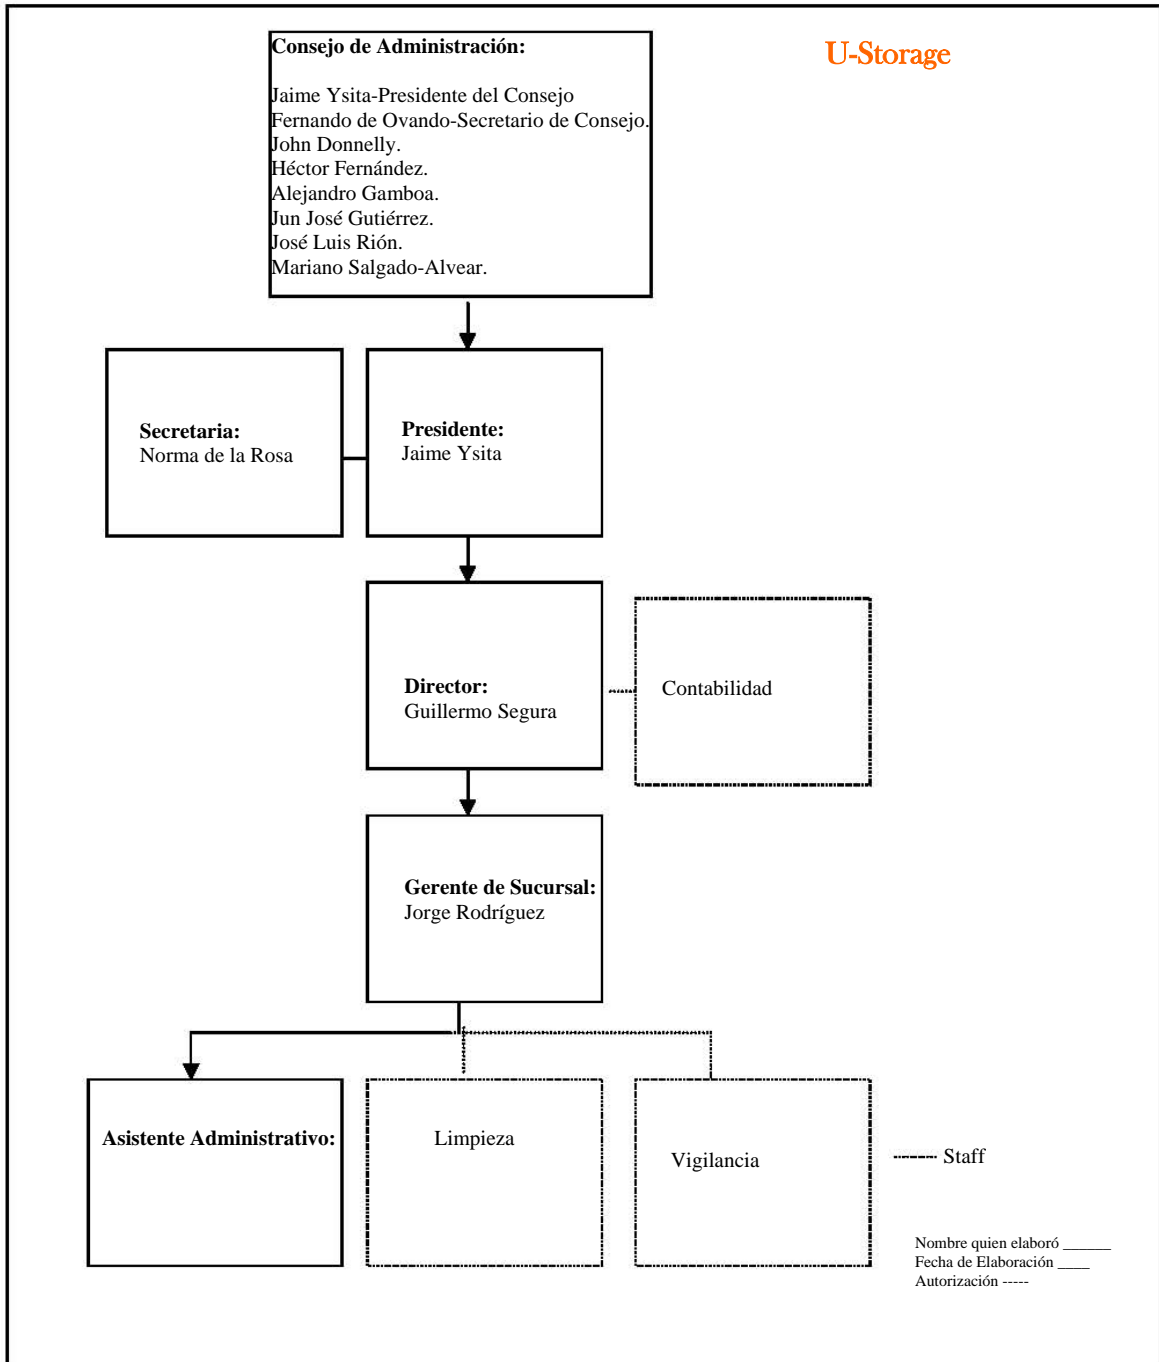 U-Storage
Consejo de Administración:
Jaime Ysita-Presidente del Consejo
Fernando de Ovando-Secretario de Consejo.
John Donnelly.
Héctor Fernández.
Alejandro Gamboa.
Jun José Gutiérrez.
José Luis Rión.
Mariano Salgado-Alvear.
Secretaria:
Norma de la Rosa
Presidente:
Jaime Ysita
Director:
Guillermo Segura
Contabilidad
Gerente de Sucursal:
Jorge Rodríguez
Asistente Administrativo:
Limpieza
Vigilancia
Staff
Nombre quien elaboró ______
Fecha de Elaboración ____
Autorización -----